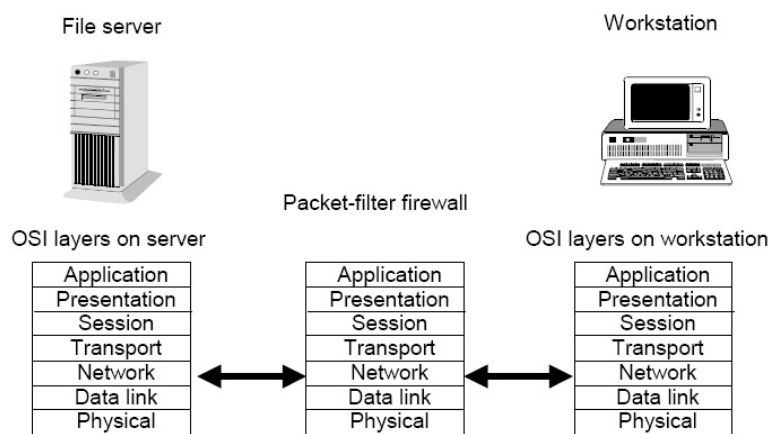 File server
Workstation
Packet-filter firewall
OSI layers on server
OSI layers on workstation
Application
Presentation
Session
Transport
Network
Data link
Physical
Application
Presentation
Session
Transport
Network
Data link
Physical
Application
Presentation
Session
Transport
Network
Data link
Physical